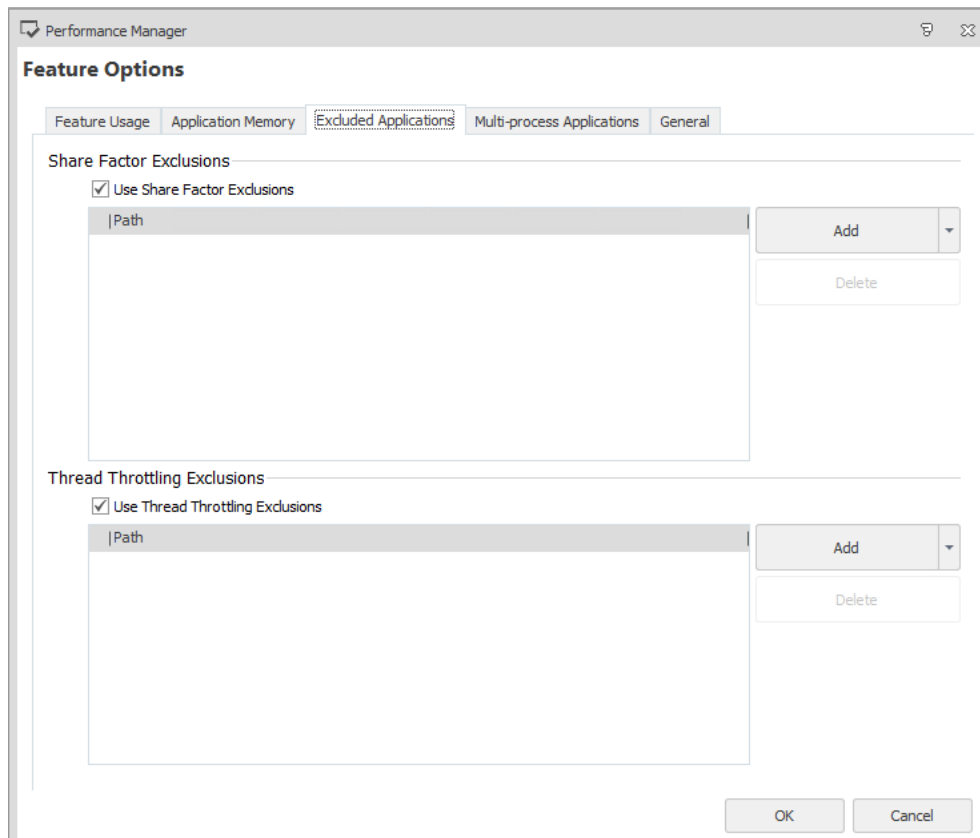 Performance Manager
Feature Options
Feature Usage Application Memory Excluded Applications Multi-process Applications General
Share Factor Exclusions
Use Share Factor Exclusions
Path
Add
Delete
Thread Throttling Exclusions
Use Thread Throttling Exclusions
Path
Add
Delete
OK Cancel